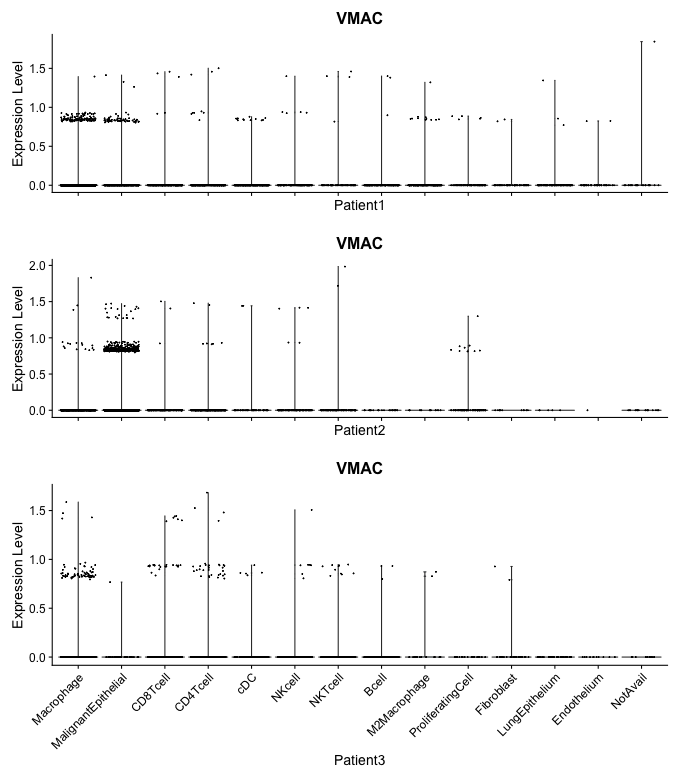 VMAC
Expression Level
1.5
1.0
0.5
0.0
Patient1
VMAC
Expression Level
2.0
1.5
1.0
0.5
0.0
Patient2
VMAC
Expression Level
1.5
1.0
0.5
0.0
Macrophage
MalignantEpithelial
CD8Tcell
CD4Tcell
cDC
NKcell
NKTcell
Bcell
M2Macrophage
ProliferatingCell
Fibroblast
LungEpithelium
Endothelium
NotAvail
Patient3